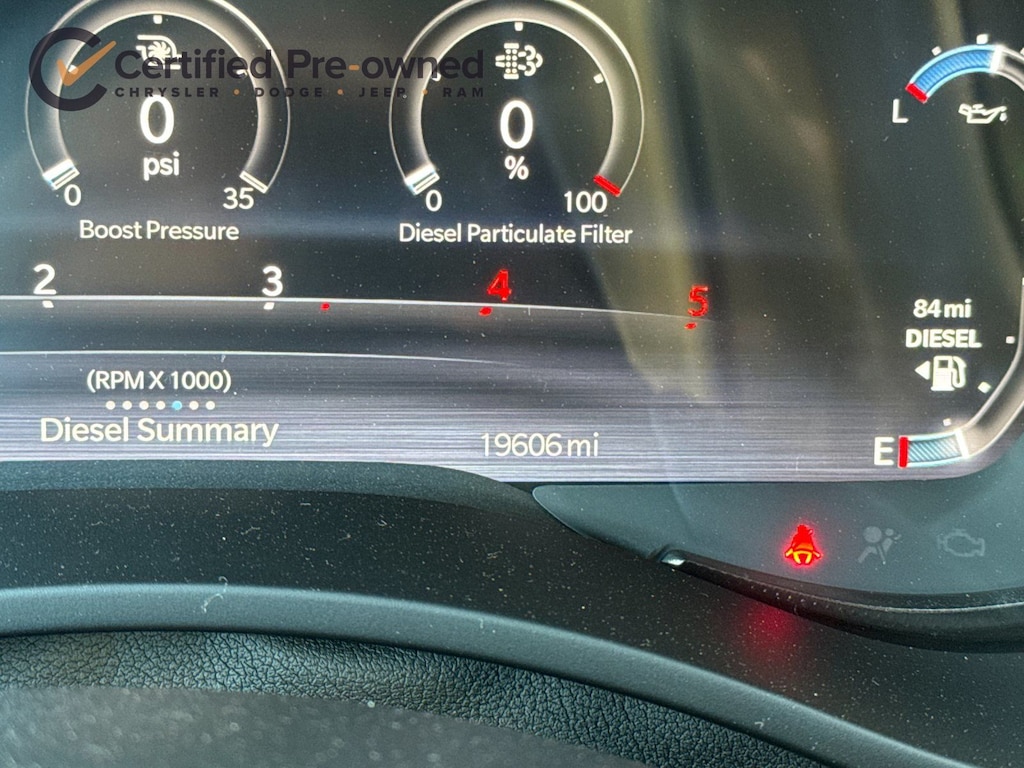 Certified Pre-owned
CHRYSLER • DODGE • JEEP • RAM
0
psi
0
35
Boost Pressure
0
%
0
100
Diesel Particulate Filter
L
2
3
4
5
84 mi
DIESEL
(RPM X 1000)
Diesel Summary
19606 mi
E